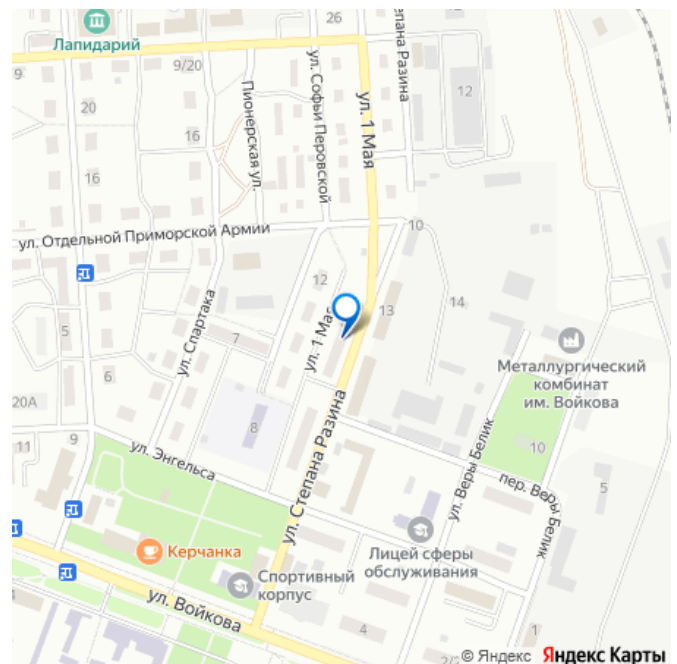 26
Лапидарий
9/20
9
20
16
16
Пионерская ул.
ул. Софьи Перовской
ул. 1 Мая
Степана Разина
12
10
ул. Отдельной Приморской Армии
12
13
14
5
7
ул. Спартака
ул. 1 Мая
Металлургический
комбинат
им. Войкова
6
20А
8
9
11
10
5
ул. Энгельса
ул. Степана Разина
ул. Веры Белик
пер. Веры Белик
Керчанка
Лицей сферы
обслуживания
Спортивный
корпус
ул. Войкова
4
1
© Яндекс Яндекс Карты